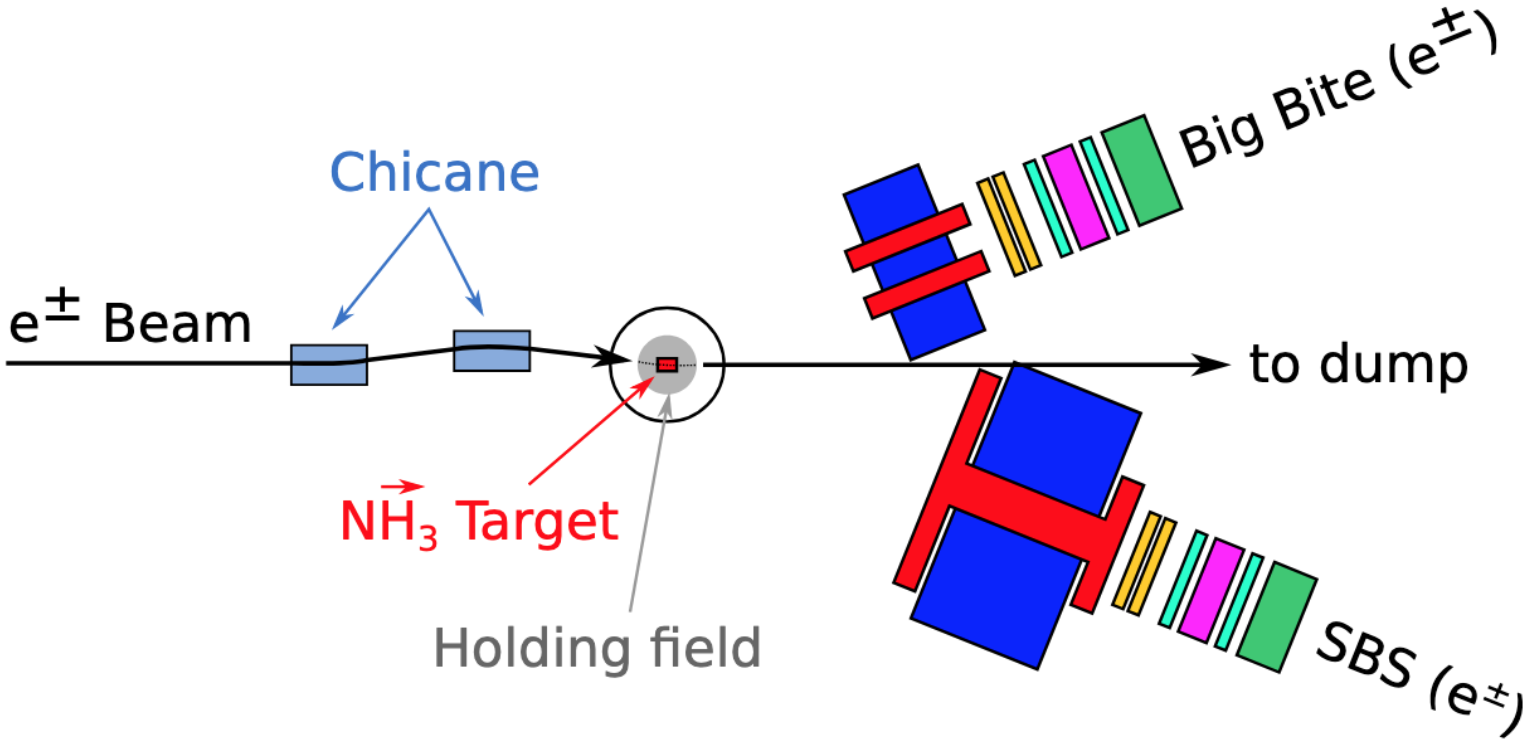 Chicane
e± Beam
Big Bite (e±)
to dump
NH₃ Target
Holding field
SBS (e±)